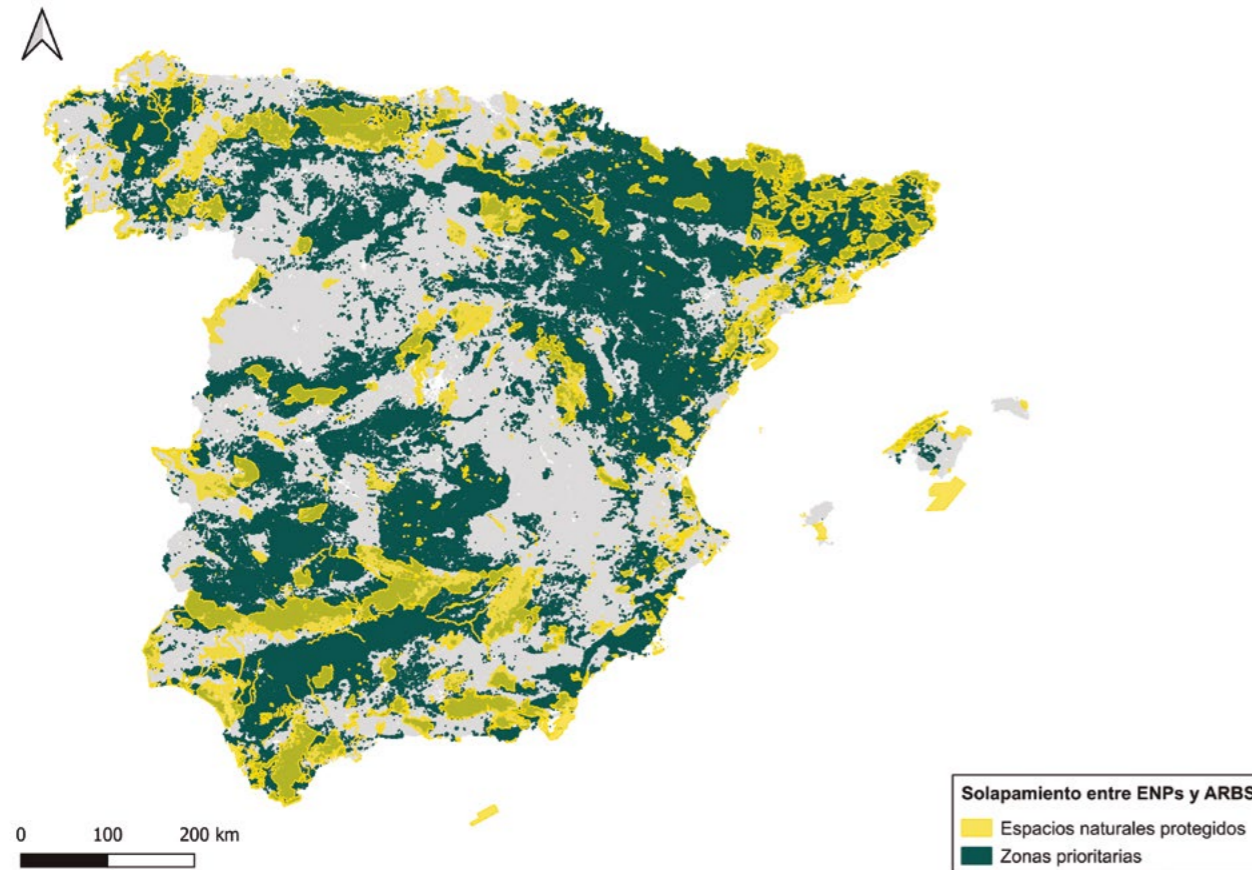 0 100 200 km
Solapamiento entre ENPs y ARBS
Espacios naturales protegidos
Zonas prioritarias